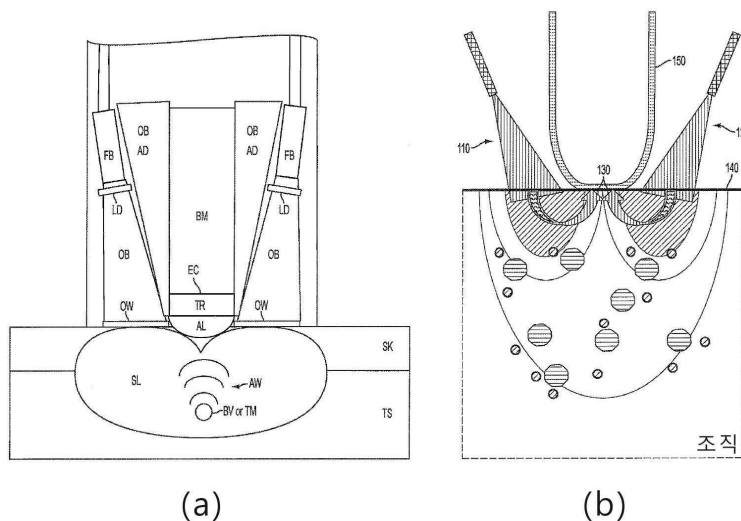 OB
AD
OB
AD
FB
FB
LD
LD
BM
OB
OB
EC
TR
OW
AL
OW
SK
SL
AW
BV or TM
TS
(a)
150
110
130
140
조직
(b)